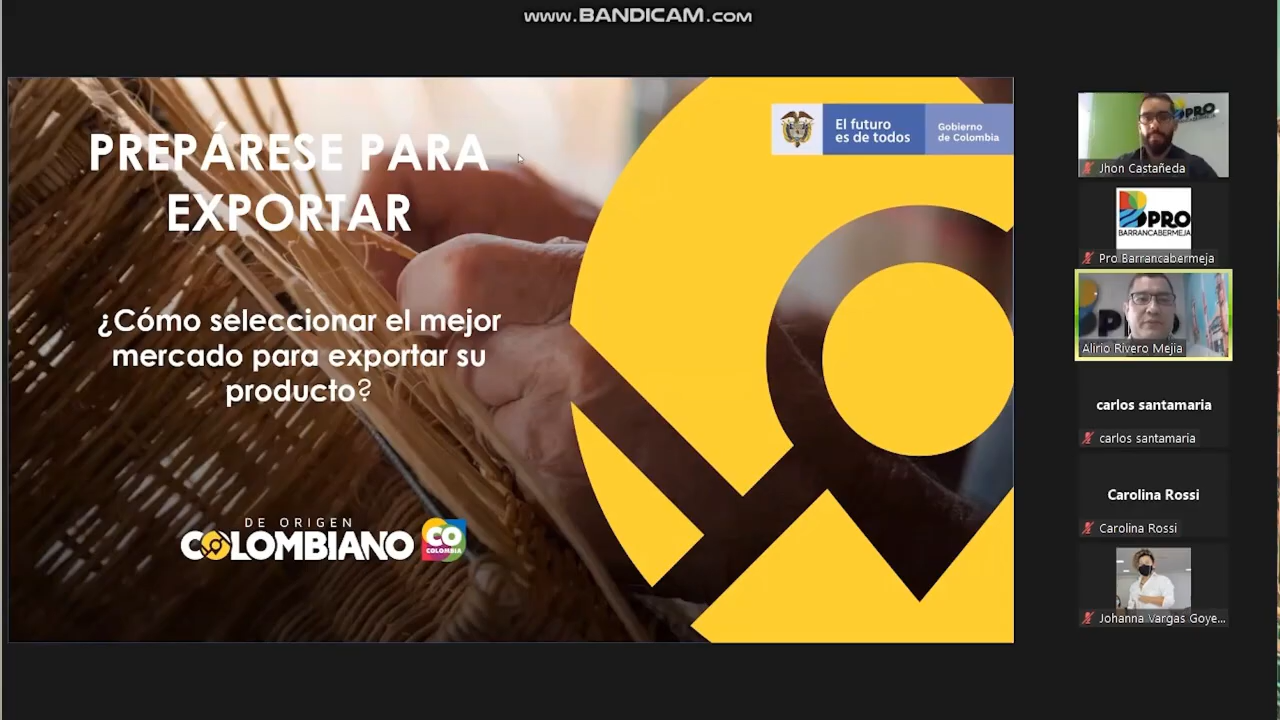 www.BANDICAM.com
PREPÁRESE PARA
EXPORTAR
¿Cómo seleccionar el mejor
mercado para exportar su
producto?
DE ORIGEN
COLOMBIANO
CO
COLOMBIA
El futuro
es de todos
Gobierno
de Colombia
PRO
BARRANCABERMEJA
Jhon Castañeda
PRO
BARRANCABERMEJA
Pro Barrancabermeja
Alirio Rivero Mejia
carlos santamaria
carlos santamaria
Carolina Rossi
Carolina Rossi
Johanna Vargas Goye...